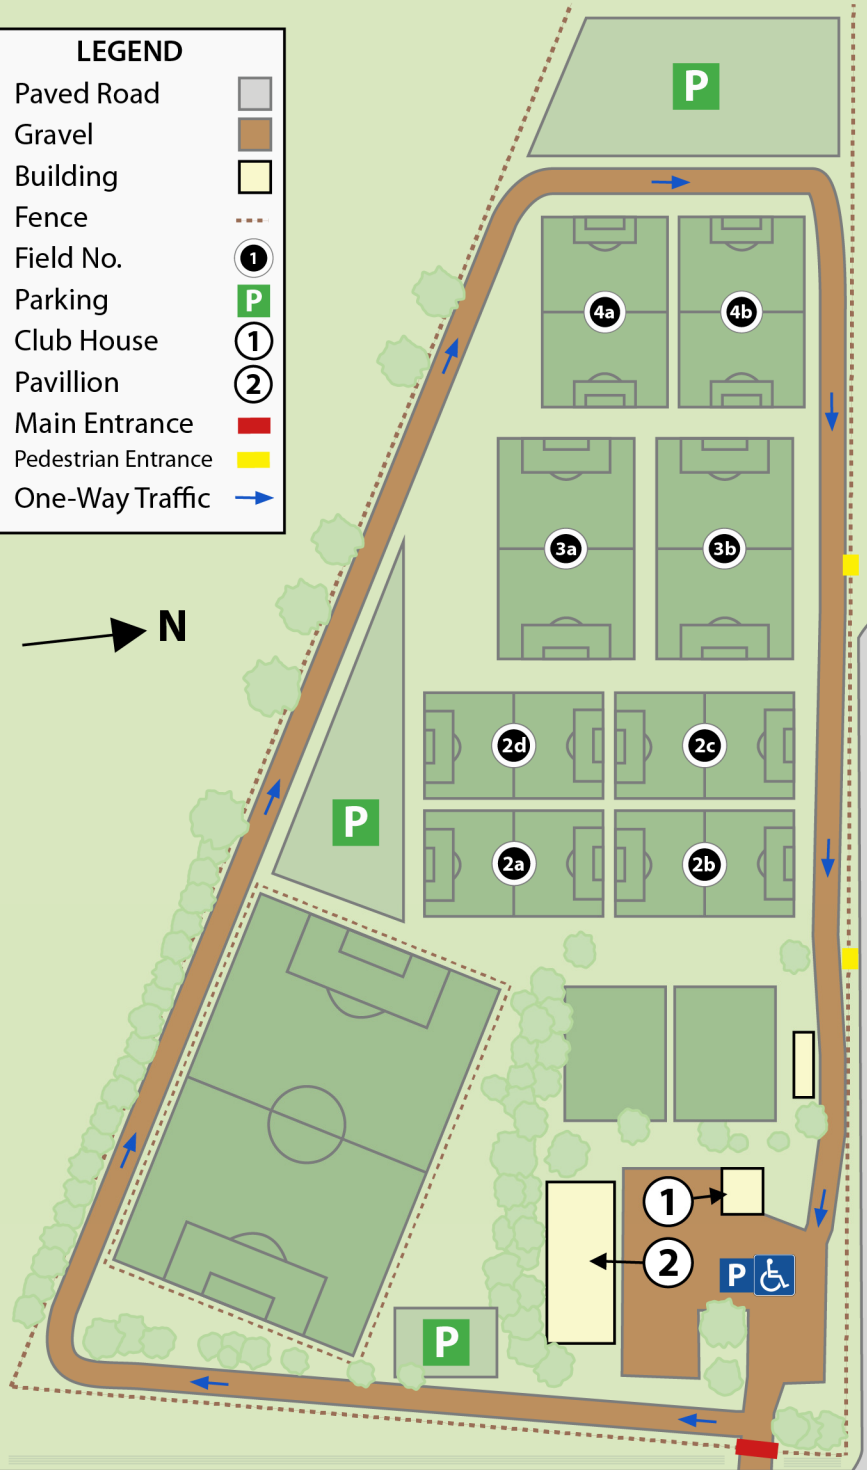 LEGEND
Paved Road
Gravel
Building
Fence
Field No. 1
Parking P
Club House 1
Pavillion 2
Main Entrance
Pedestrian Entrance
One-Way Traffic
N
P
4a 4b
3a 3b
2d 2c
P
2a 2b
1
2
P
P